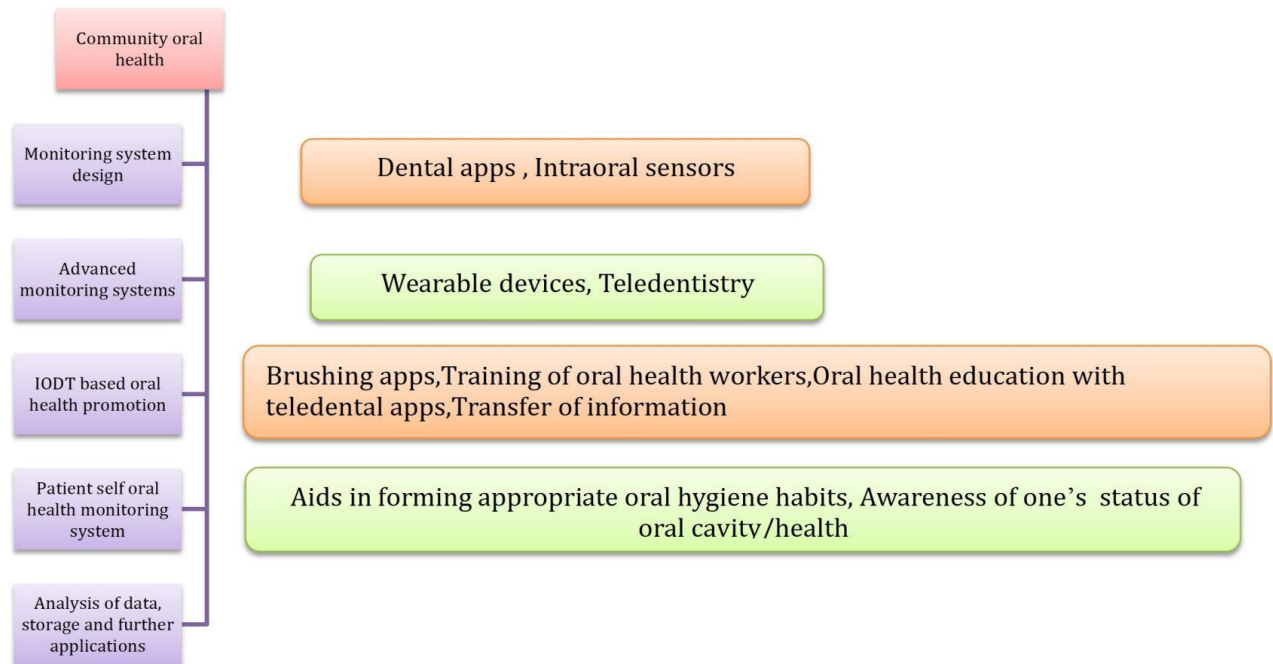 Community oral
health
Monitoring system
design
Dental apps , Intraoral sensors
Advanced
monitoring systems
Wearable devices, Teledentistry
IODT based oral
health promotion
Brushing apps,Training of oral health workers,Oral health education with
teledental apps,Transfer of information
Patient self oral
health monitoring
system
Aids in forming appropriate oral hygiene habits, Awareness of one’s status of
oral cavity/health
Analysis of data,
storage and further
applications